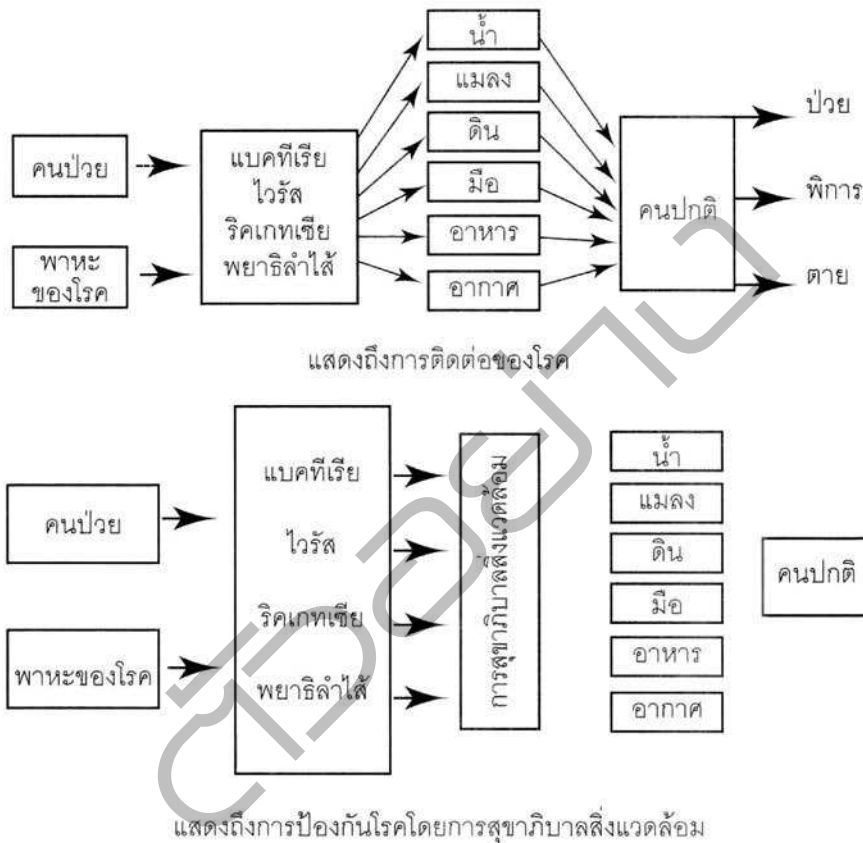 น้ำ
แมลง
ดิน
มือ
อาหาร
อากาศ
คนป่วย
พาหะ
ของโรค
แบคทีเรีย
ไวรัส
ริคเกทเซีย
พยาธิลำไส้
คนปกติ
ป่วย
พิการ
ตาย
แสดงถึงการติดต่อของโรค
คนป่วย
พาหะของโรค
แบคทีเรีย
ไวรัส
ริคเกทเซีย
พยาธิลำไส้
การสุขาภิบาลสิ่งแวดล้อม
น้ำ
แมลง
ดิน
มือ
อาหาร
อากาศ
คนปกติ
แสดงถึงการป้องกันโรคโดยการสุขาภิบาลสิ่งแวดล้อม
ตัวอย่าง